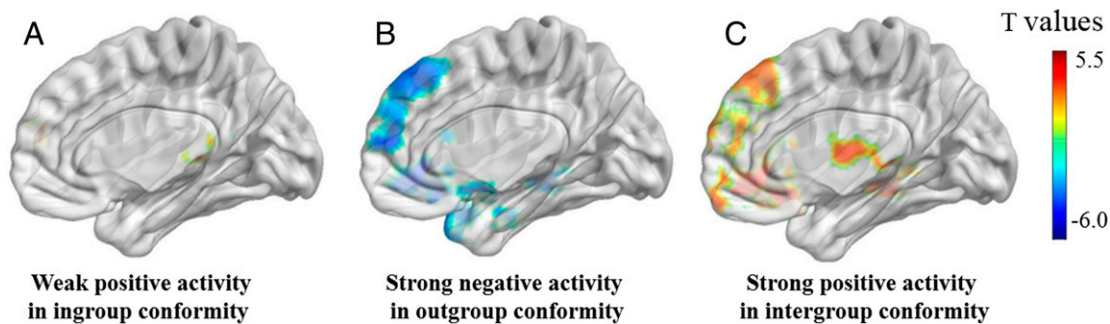 A
B
C
T values
5.5
-6.0
Weak positive activity
in ingroup conformity
Strong negative activity
in outgroup conformity
Strong positive activity
in intergroup conformity